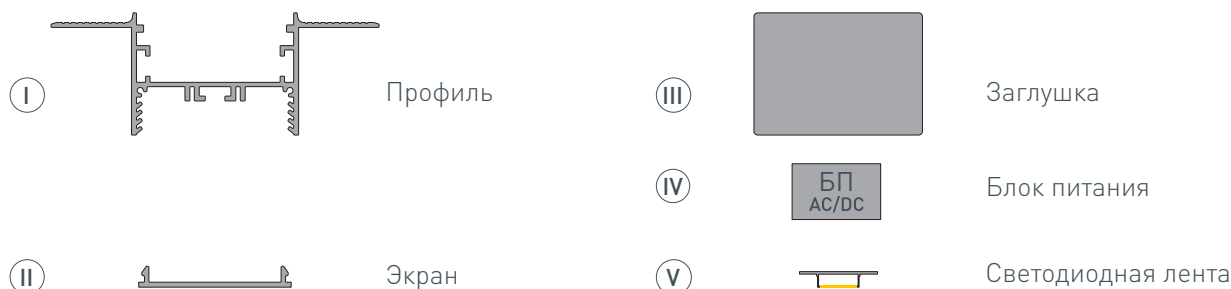 I
Профиль
II
Экран
III
Заглушка
IV
БП
AC/DC
Блок питания
V
Светодиодная лента